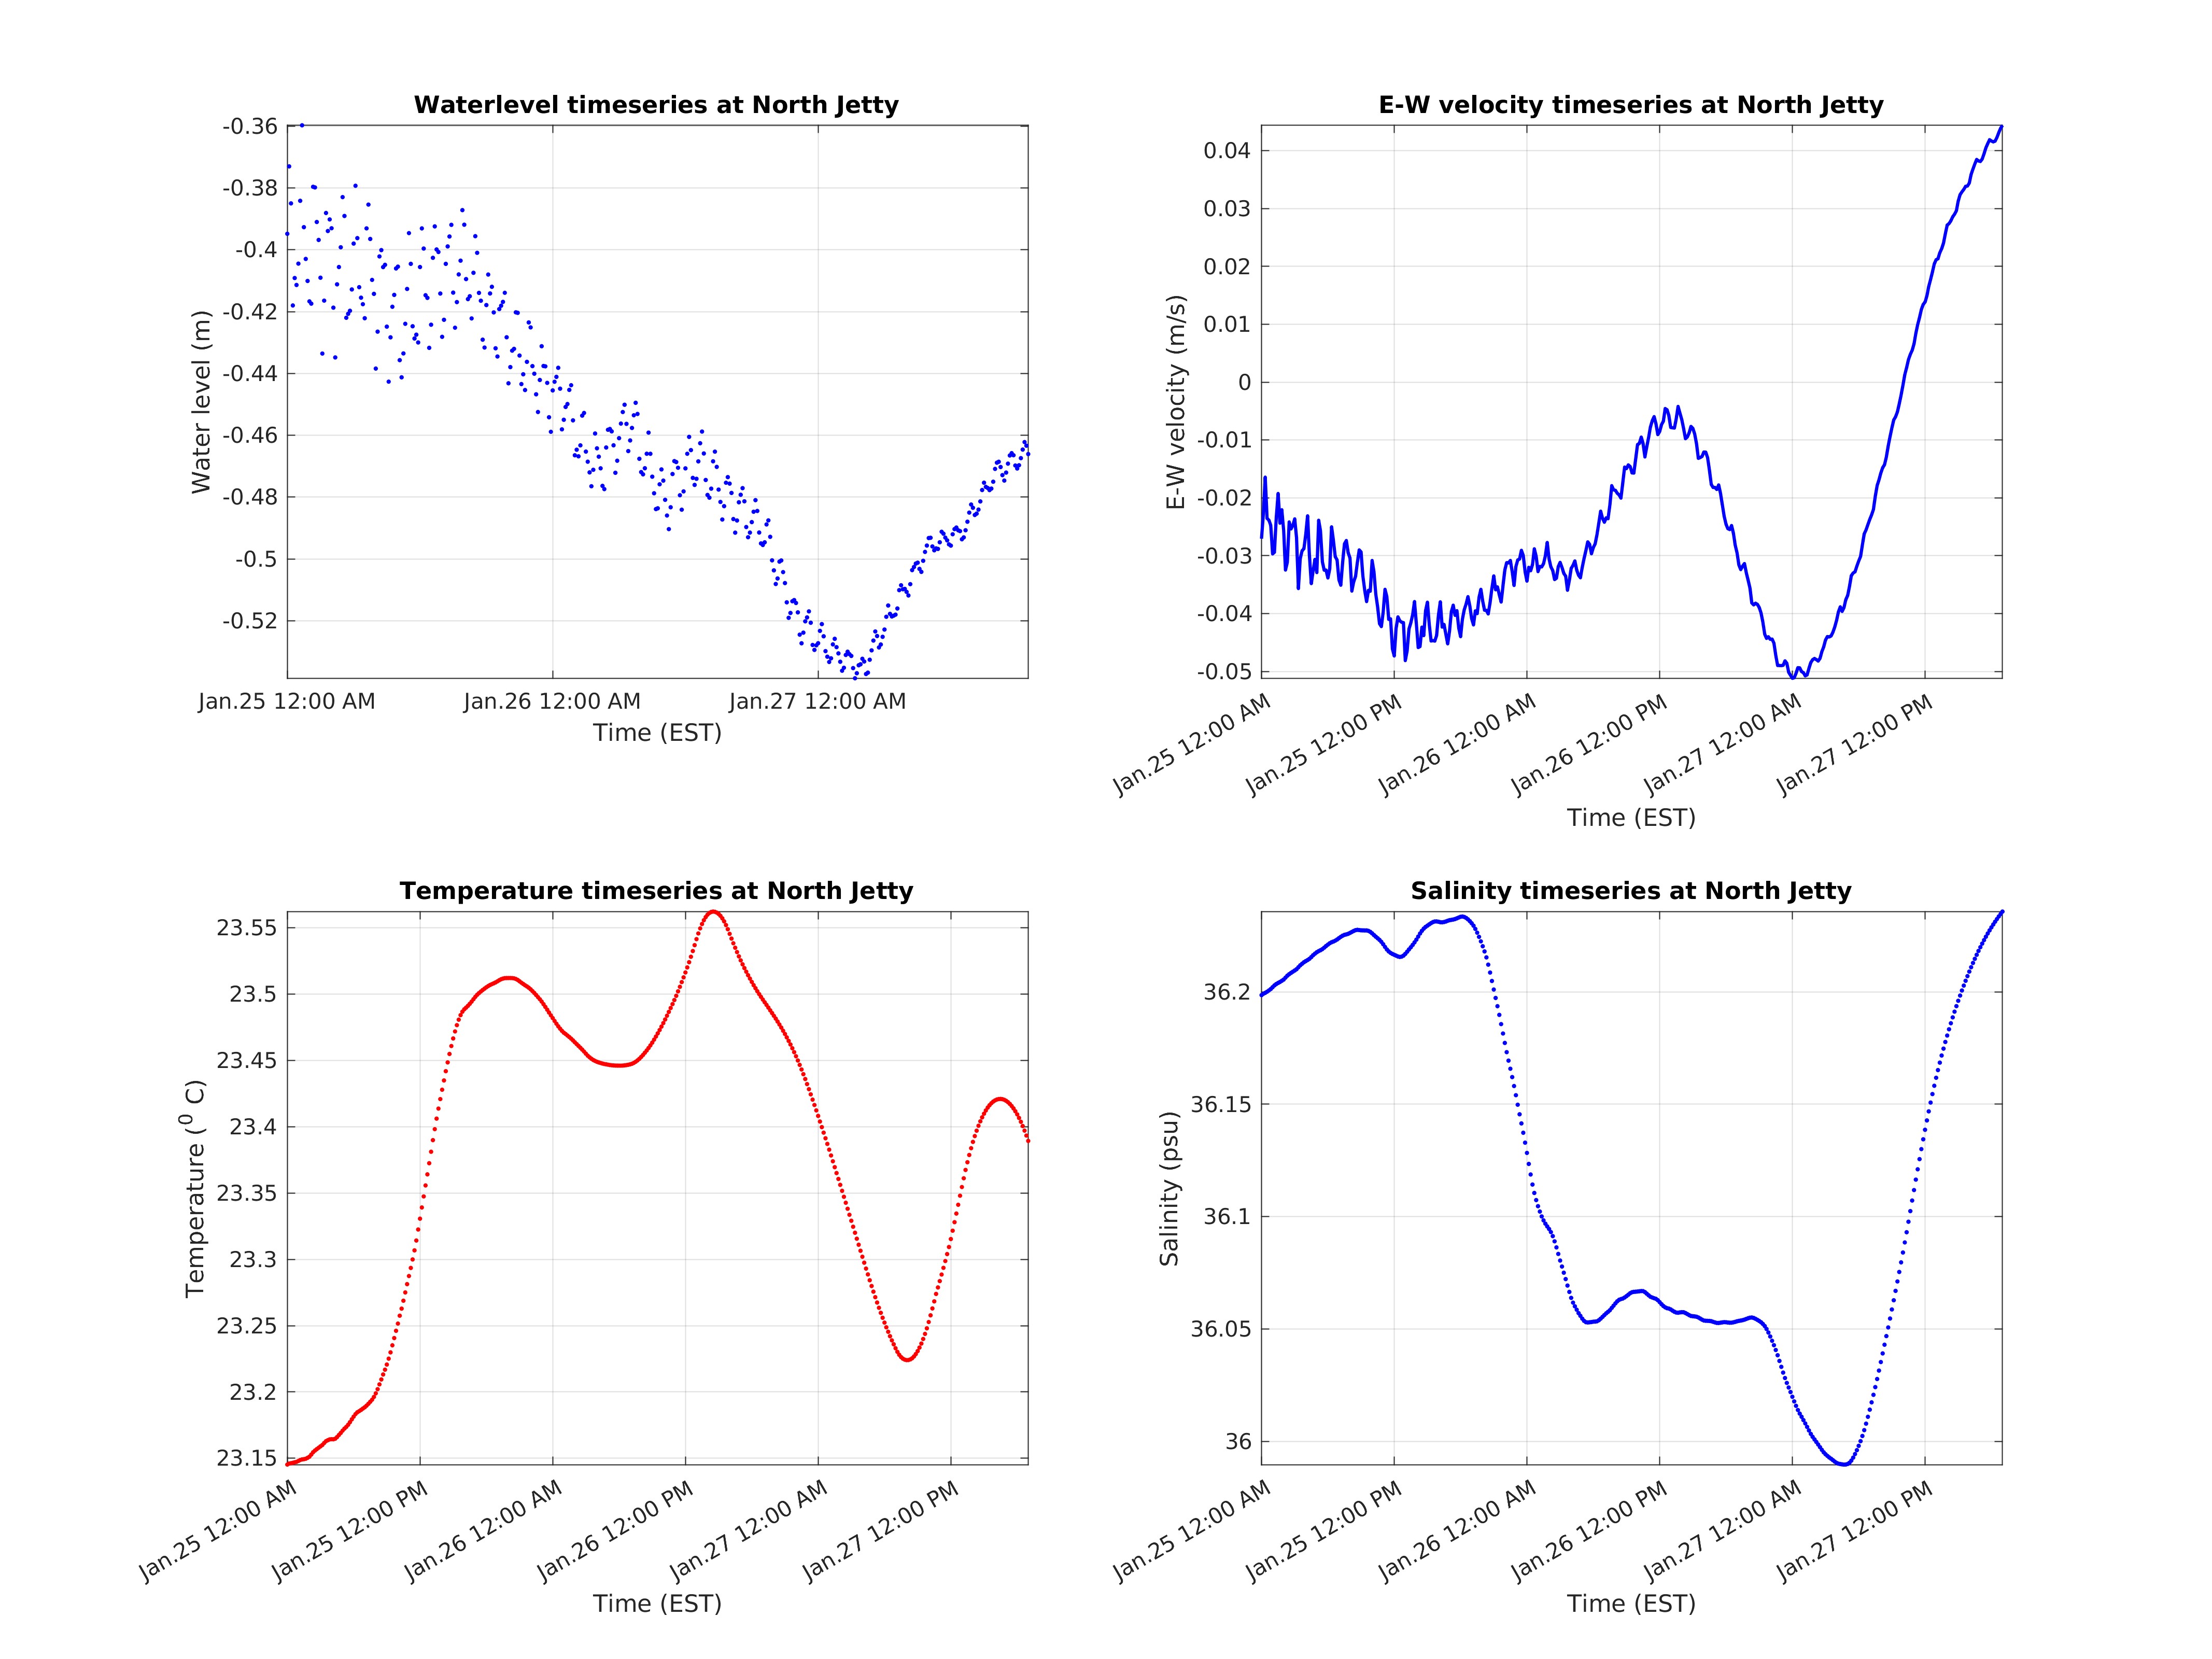 Waterlevel timeseries at North Jetty
-0.36
-0.38
-0.4
-0.42
-0.44
-0.46
-0.48
-0.5
-0.52
Water level (m)
Jan.25 12:00 AM Jan.26 12:00 AM Jan.27 12:00 AM
Time (EST)
E-W velocity timeseries at North Jetty
0.04
0.03
0.02
0.01
0
-0.01
-0.02
-0.03
-0.04
-0.05
E-W velocity (m/s)
Jan.25 12:00 AM
Jan.25 12:00 PM
Jan.26 12:00 AM
Jan.26 12:00 PM
Jan.27 12:00 AM
Jan.27 12:00 PM
Time (EST)
Temperature timeseries at North Jetty
23.55
23.5
23.45
23.4
23.35
23.3
23.25
23.2
23.15
Temperature (⁰ C)
Jan.25 12:00 AM
Jan.25 12:00 PM
Jan.26 12:00 AM
Jan.26 12:00 PM
Jan.27 12:00 AM
Jan.27 12:00 PM
Time (EST)
Salinity timeseries at North Jetty
36.2
36.15
36.1
36.05
36
Salinity (psu)
Jan.25 12:00 AM
Jan.25 12:00 PM
Jan.26 12:00 AM
Jan.26 12:00 PM
Jan.27 12:00 AM
Jan.27 12:00 PM
Time (EST)